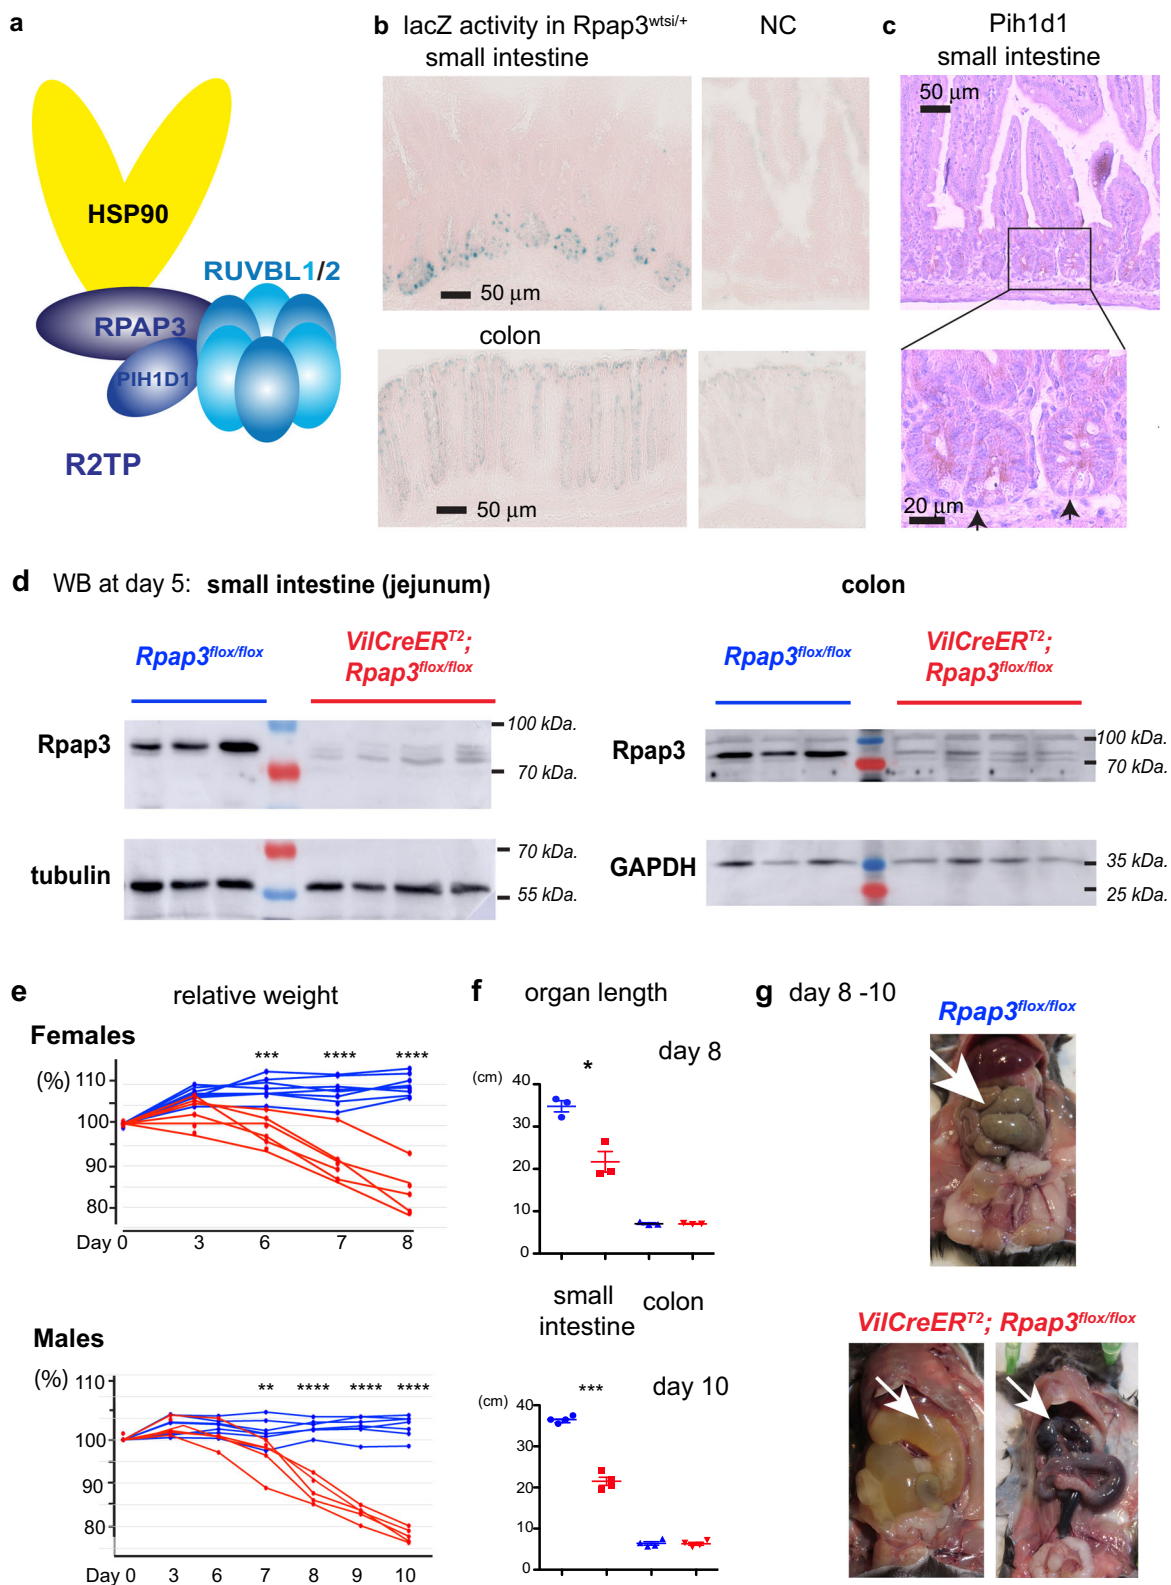 a
HSP90
RUVBL1/2
RPAP3
PIH1D1
R2TP
b lacZ activity in Rpap3wtsi/+ NC
small intestine
50 µm
colon
50 µm
c Pih1d1
small intestine
50 µm
20 µm
d WB at day 5: small intestine (jejunum) colon
Rpap3flox/flox
VilCreERT2;
Rpap3flox/flox
Rpap3
100 kDa.
70 kDa.
tubulin
70 kDa.
55 kDa.
Rpap3flox/flox
VilCreERT2;
Rpap3flox/flox
Rpap3
100 kDa.
70 kDa.
GAPDH
35 kDa.
25 kDa.
e relative weight
Females
(%)
*** **** ****
110
100
90
80
Day 0 3 6 7 8
Males
(%)
110
** **** **** ****
100
90
80
Day 0 3 6 7 8 9 10
f organ length
day 8
(cm)
*
40
30
20
10
0
small intestine
colon
day 10
(cm)
***
40
30
20
10
0
g day 8 -10
Rpap3flox/flox
VilCreERT2; Rpap3flox/flox